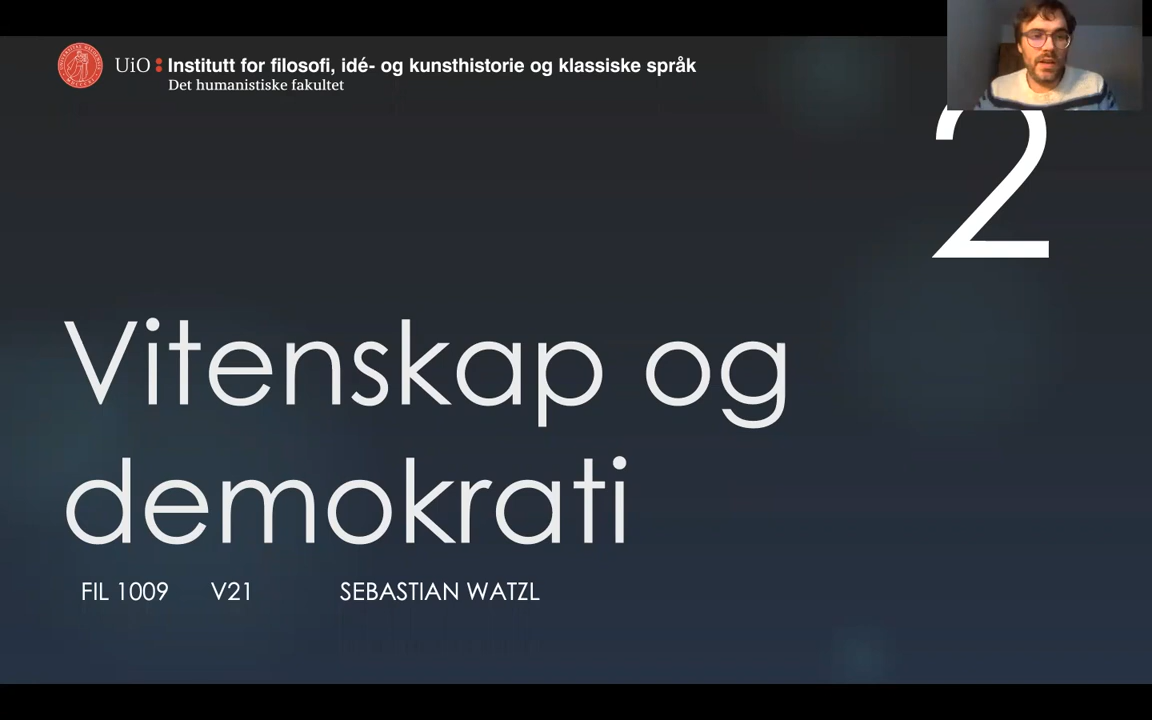 UiO : Institutt for filosofi, idé- og kunsthistorie og klassiske språk
Det humanistiske fakultet
2
Vitenskap og
demokrati
FIL 1009 V21 SEBASTIAN WATZL